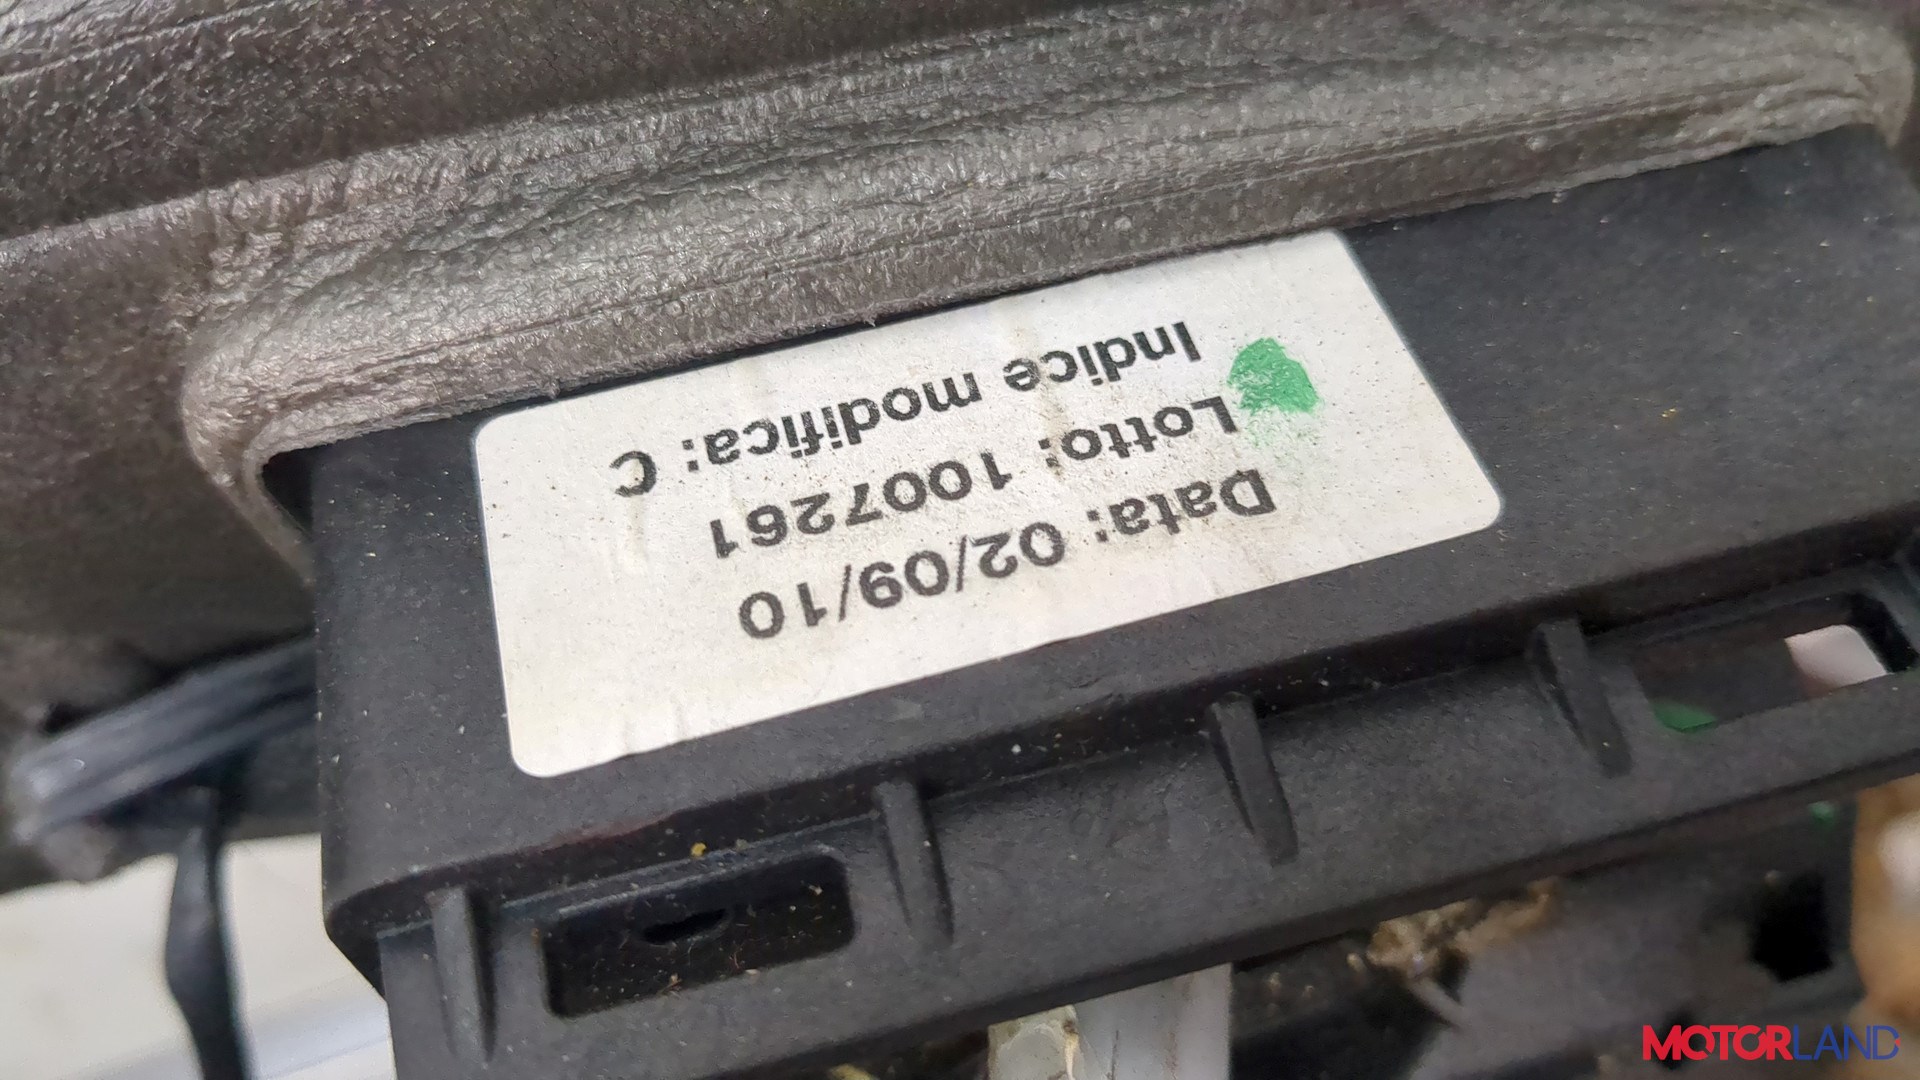 Indice modifica: C
Lotto: 1007261
Data: 02/09/10
MOTORLAND